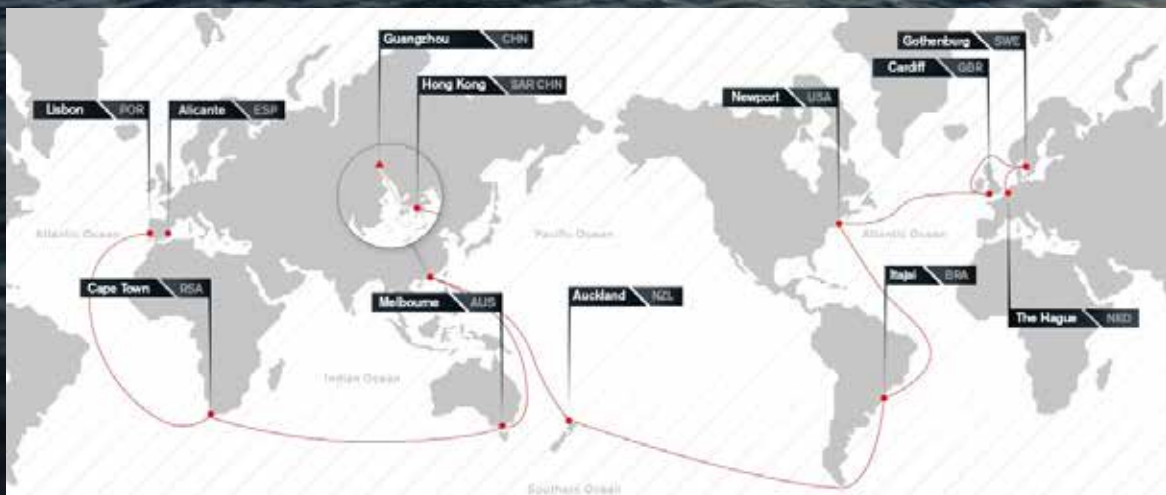 Guangzhou CHN
Hong Kong SAR CHN
Gothenburg SWE
Cardiff GBR
Newport USA
Lisbon POR
Alicante ESP
Atlantic Ocean
Pacific Ocean
Atlantic Ocean
Cape Town RSA
Melbourne AUS
Auckland NZL
Itajaí BRA
The Hague NED
Indian Ocean
Southern Ocean